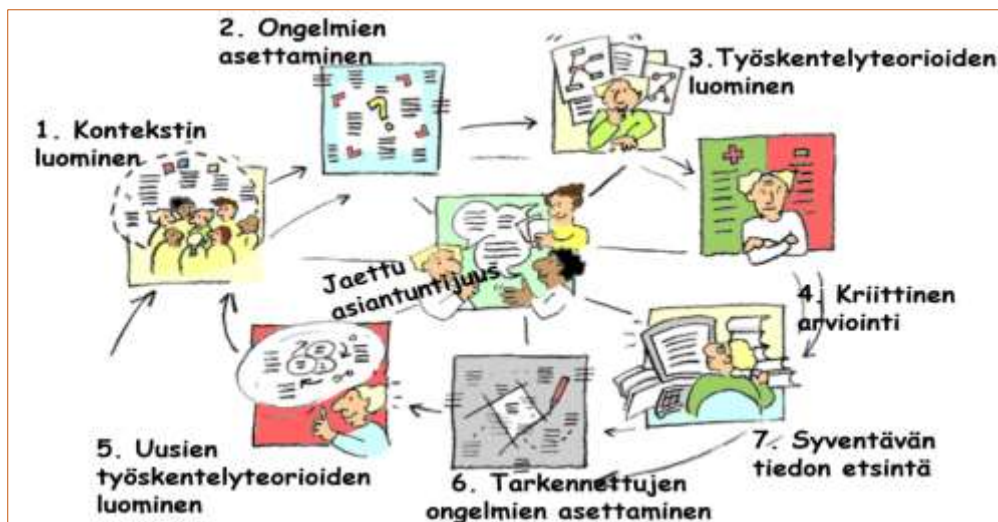 2. Ongelmien
asettaminen
3.Työskentelyteorioiden
luominen
1. Kontekstin
luominen
Jaettu
asiantuntijuus
4. Kriittinen
arviointi
5. Uusien
työskentelyteorioiden
luominen
6. Tarkennettujen
ongelmien asettaminen
7. Syventävän
tiedon etsintä